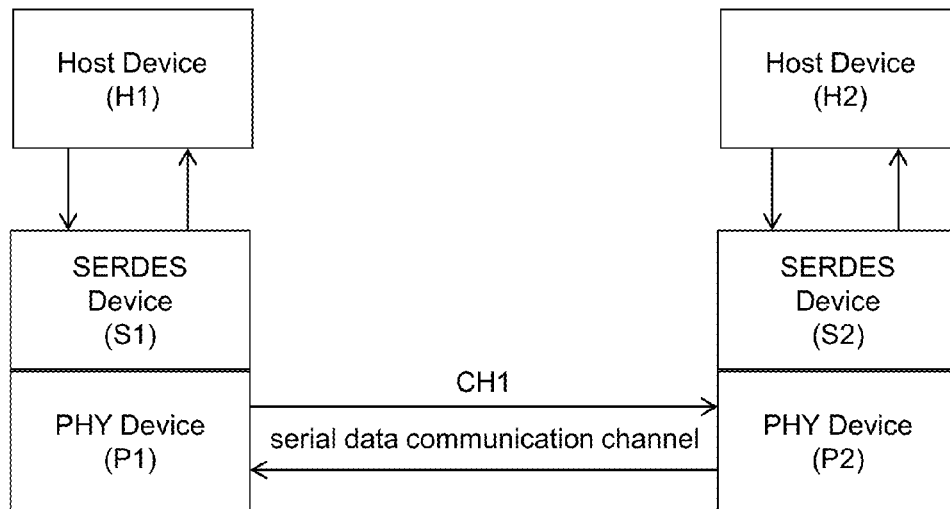 Host Device
(H1)
Host Device
(H2)
SERDES
Device
(S1)
SERDES
Device
(S2)
CH1
serial data communication channel
PHY Device
(P1)
PHY Device
(P2)